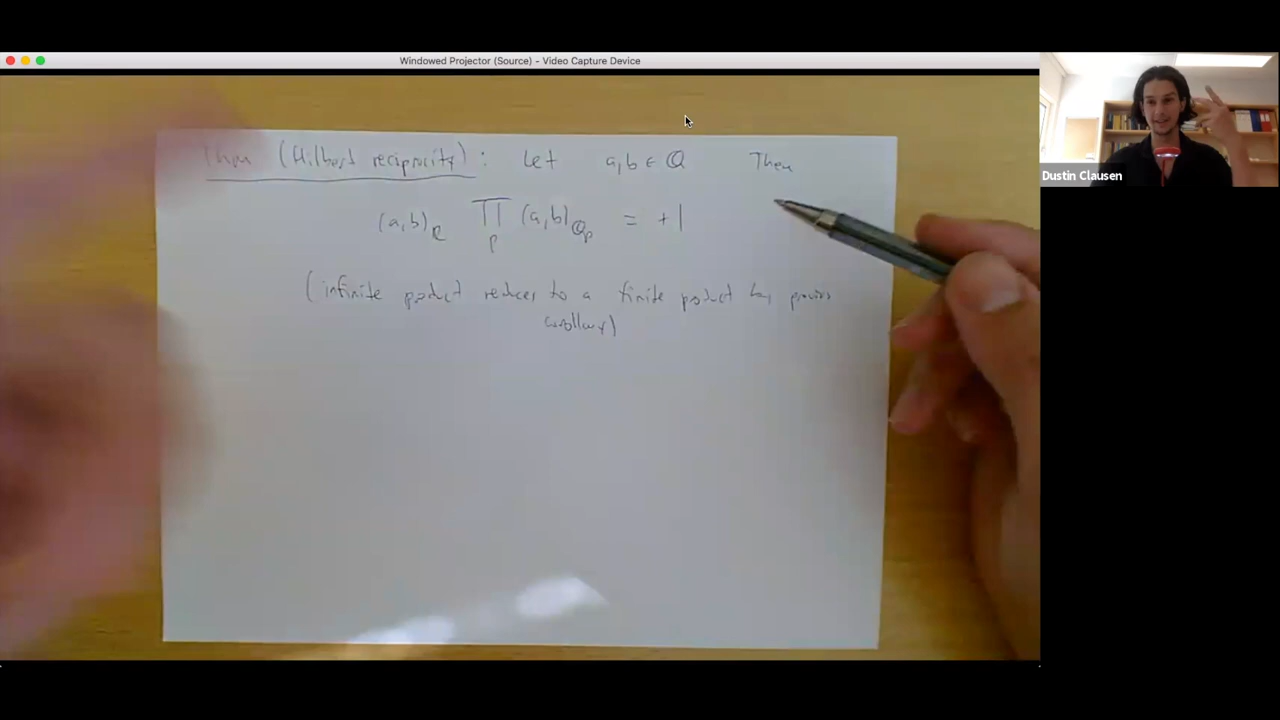 Windowed Projector (Source) - Video Capture Device
Thm (Hilbert reciprocity): Let a,b ∈ ℚ Then
(a,b)_ℝ ∏_p (a,b)_{ℚ_p} = +1
(infinite product reduces to a finite product by previous
corollary)
Dustin Clausen